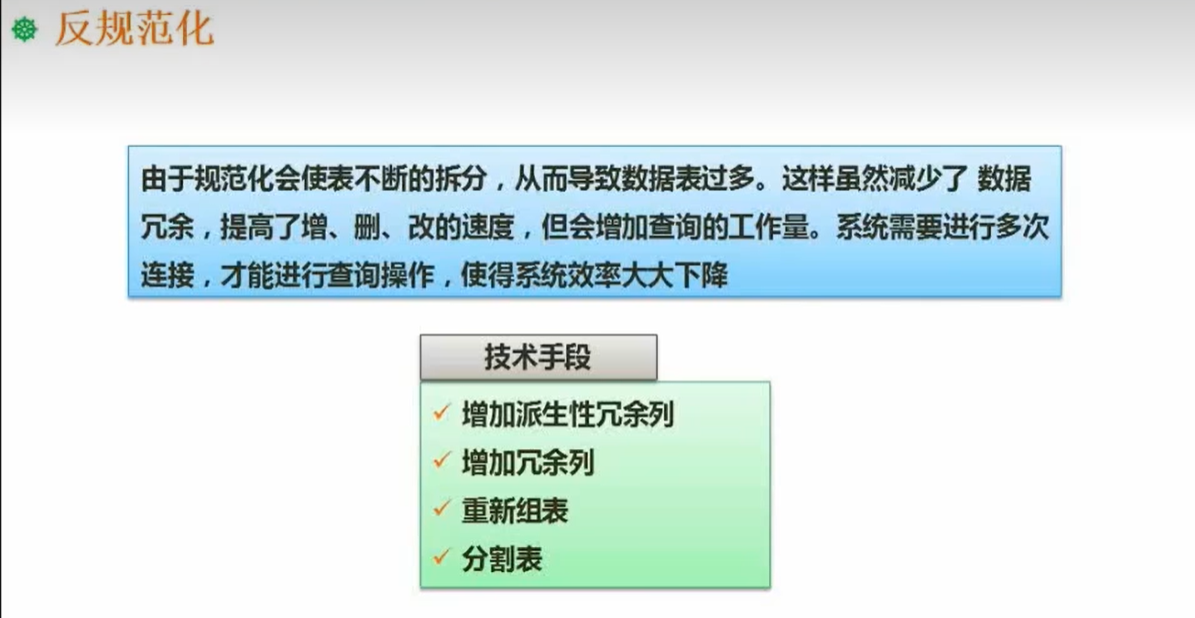 反规范化
由于规范化会使表不断的拆分，从而导致数据表过多。这样虽然减少了 数据
冗余，提高了增、删、改的速度，但会增加查询的工作量。系统需要进行多次
连接，才能进行查询操作，使得系统效率大大下降
技术手段
✓ 增加派生性冗余列
✓ 增加冗余列
✓ 重新组表
✓ 分割表